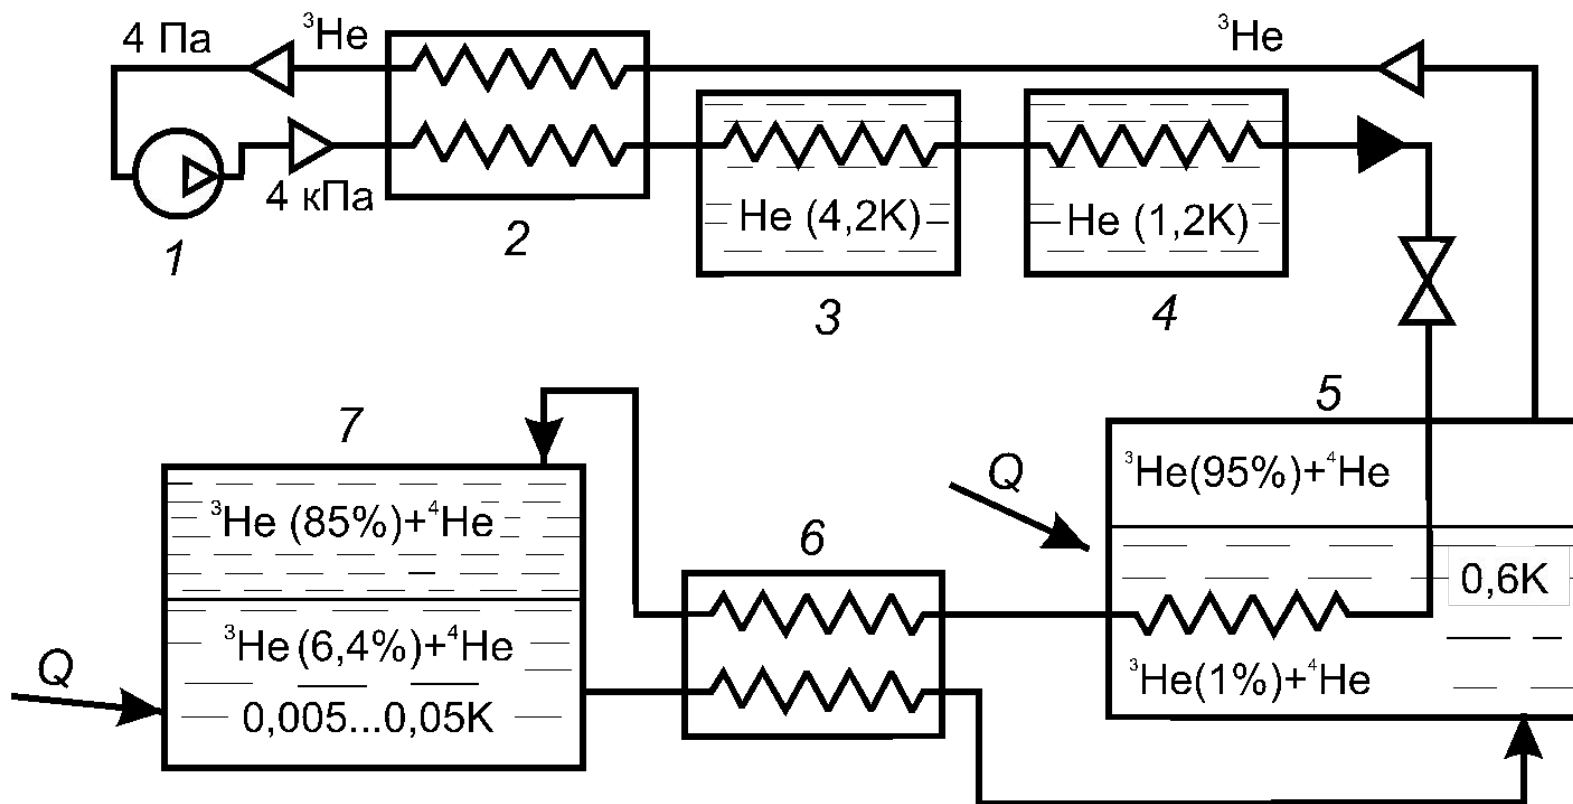 4 Па
³He
³He
4 кПа
1
2
He (4,2K)
3
He (1,2K)
4
5
7
Q
³He(95%)+⁴He
³He (85%)+⁴He
6
0,6K
³He (6,4%)+⁴He
Q
0,005...0,05K
³He(1%)+⁴He